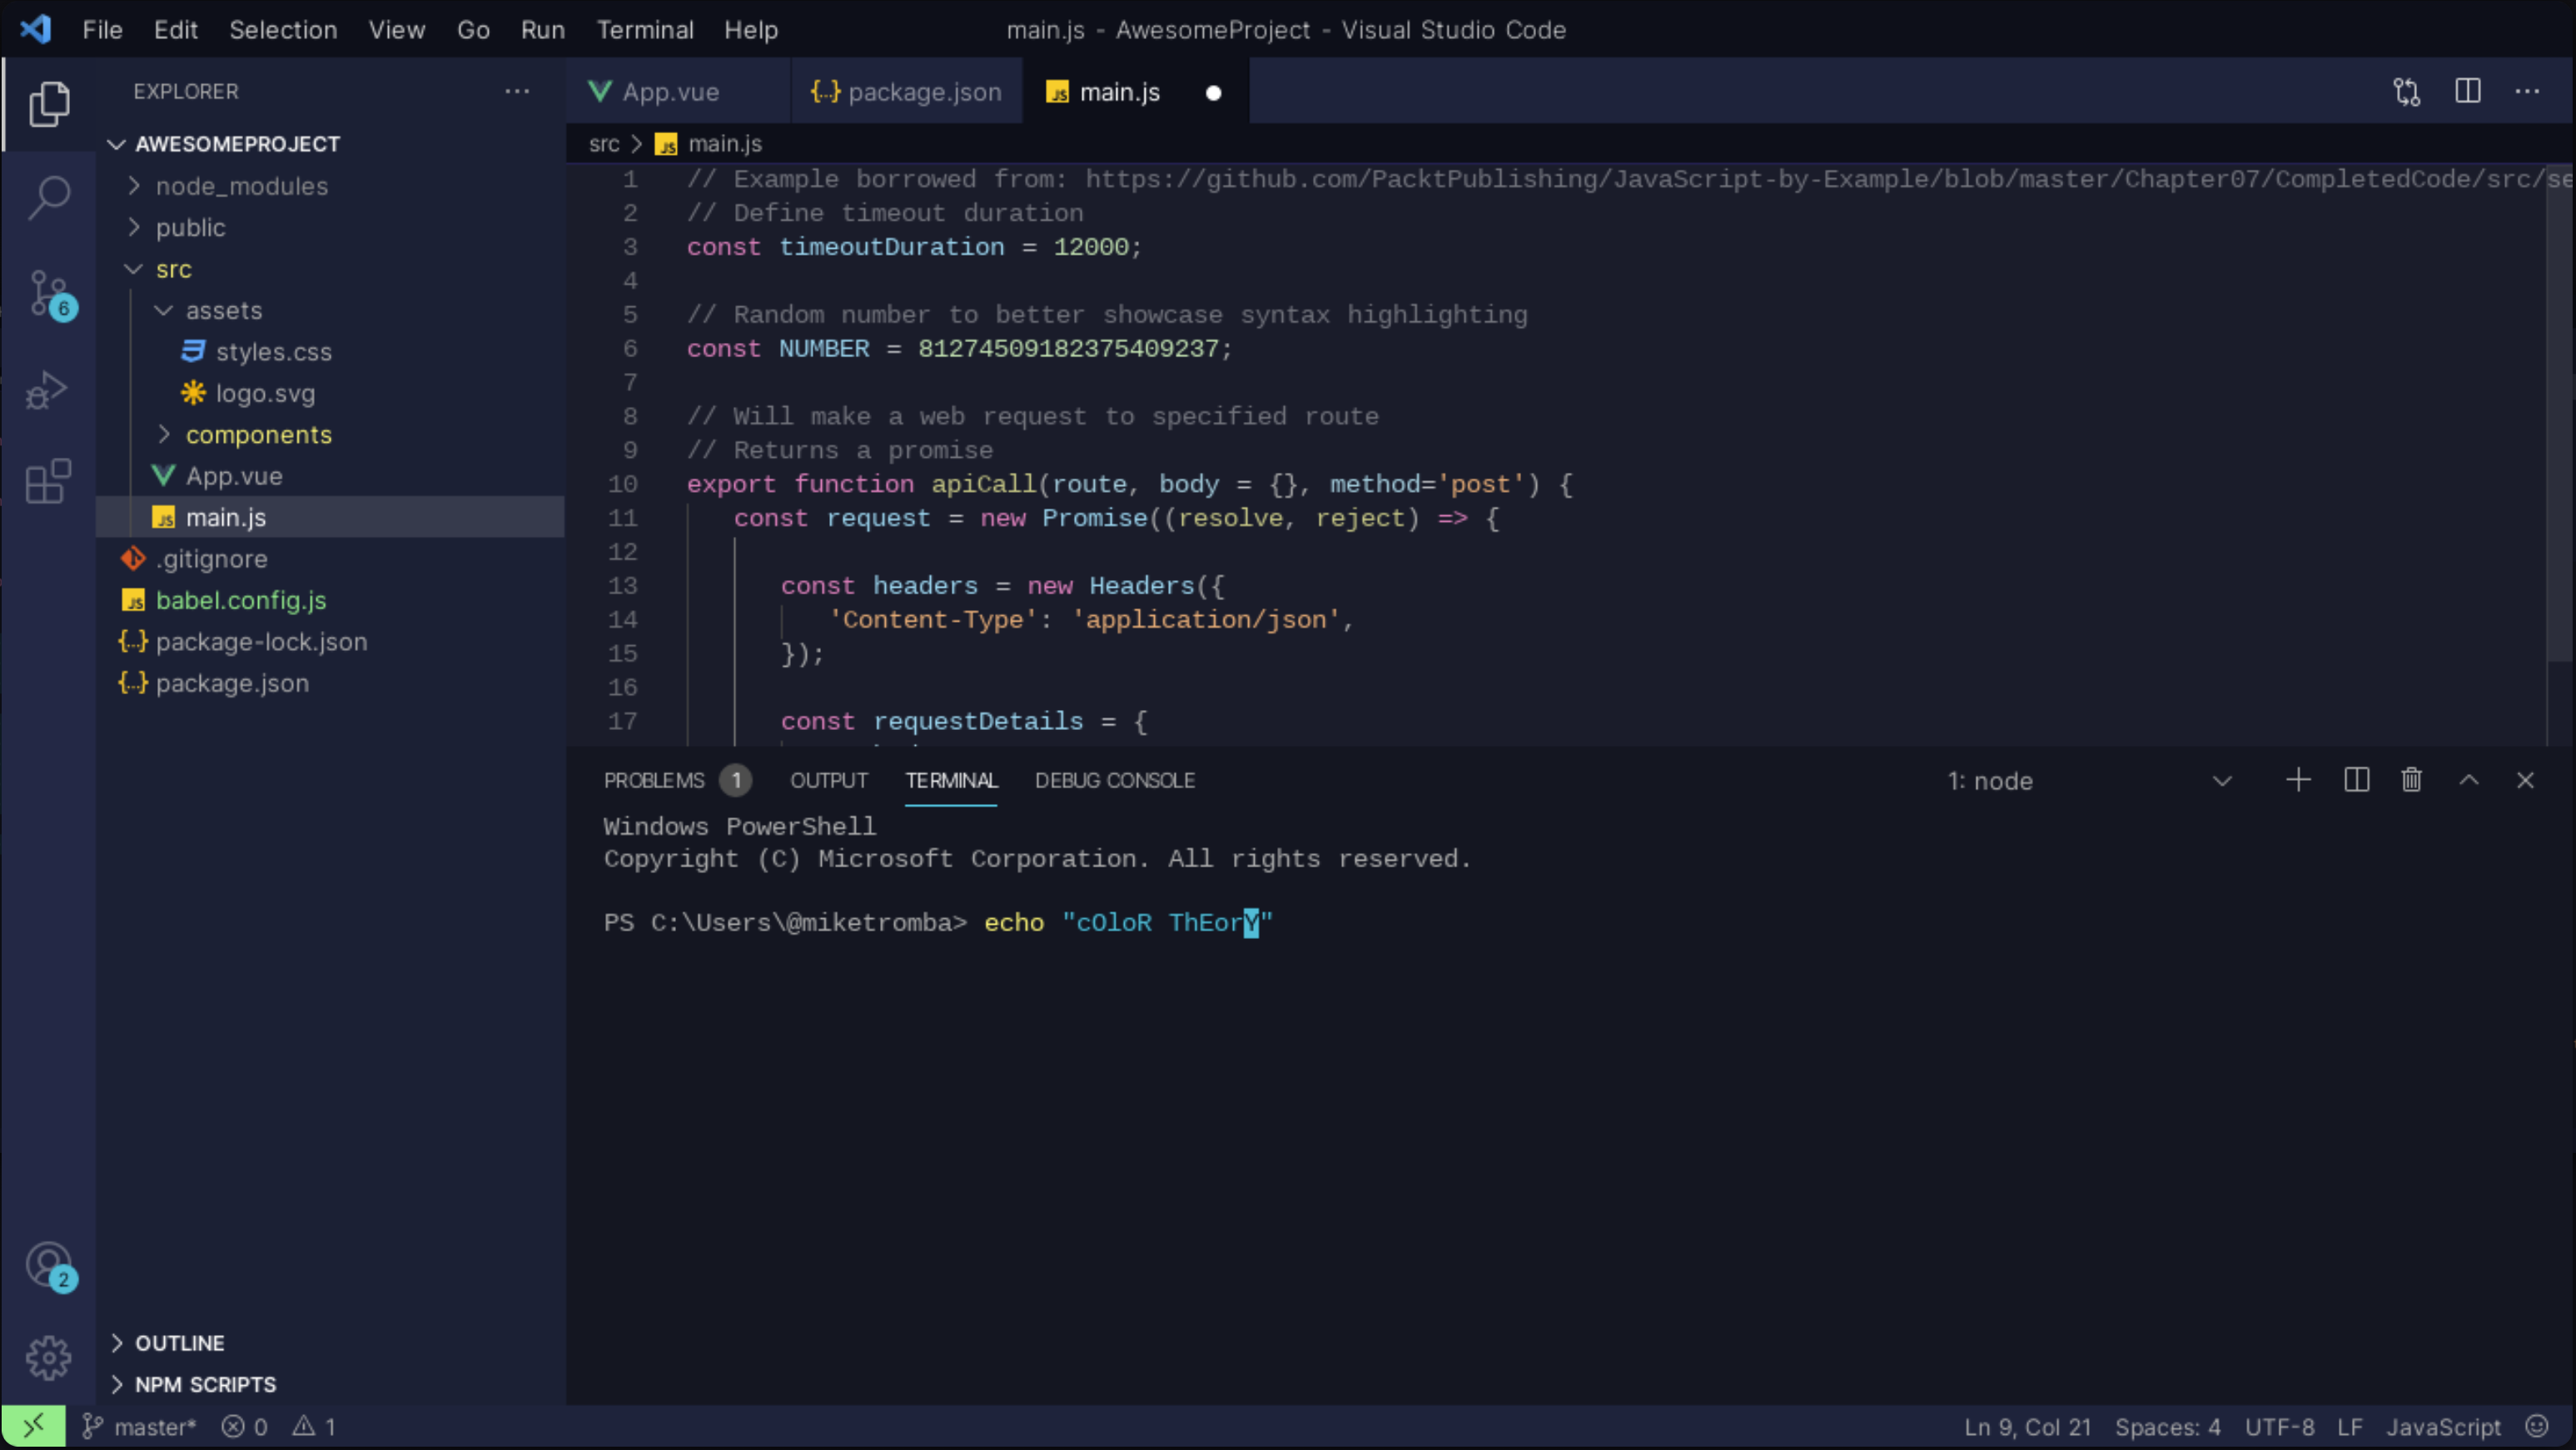 File Edit Selection View Go Run Terminal Help
main.js - AwesomeProject - Visual Studio Code
EXPLORER
AWESOMEPROJECT
node_modules
public
src
assets
styles.css
logo.svg
components
App.vue
main.js
.gitignore
babel.config.js
package-lock.json
package.json
OUTLINE
NPM SCRIPTS
6
2
App.vue
{...} package.json
JS main.js
src > JS main.js
1 // Example borrowed from: https://github.com/PacktPublishing/JavaScript-by-Example/blob/master/Chapter07/CompletedCode/src/se
2 // Define timeout duration
3 const timeoutDuration = 12000;
4
5 // Random number to better showcase syntax highlighting
6 const NUMBER = 81274509182375409237;
7
8 // Will make a web request to specified route
9 // Returns a promise
10 export function apiCall(route, body = {}, method='post') {
11 const request = new Promise((resolve, reject) => {
12
13 const headers = new Headers({
14 'Content-Type': 'application/json',
15 });
16
17 const requestDetails = {
PROBLEMS 1 OUTPUT TERMINAL DEBUG CONSOLE
1: node
Windows PowerShell
Copyright (C) Microsoft Corporation. All rights reserved.
PS C:\Users\@miketromba> echo "cOloR ThEorY"
master* 0 1
Ln 9, Col 21 Spaces: 4 UTF-8 LF JavaScript